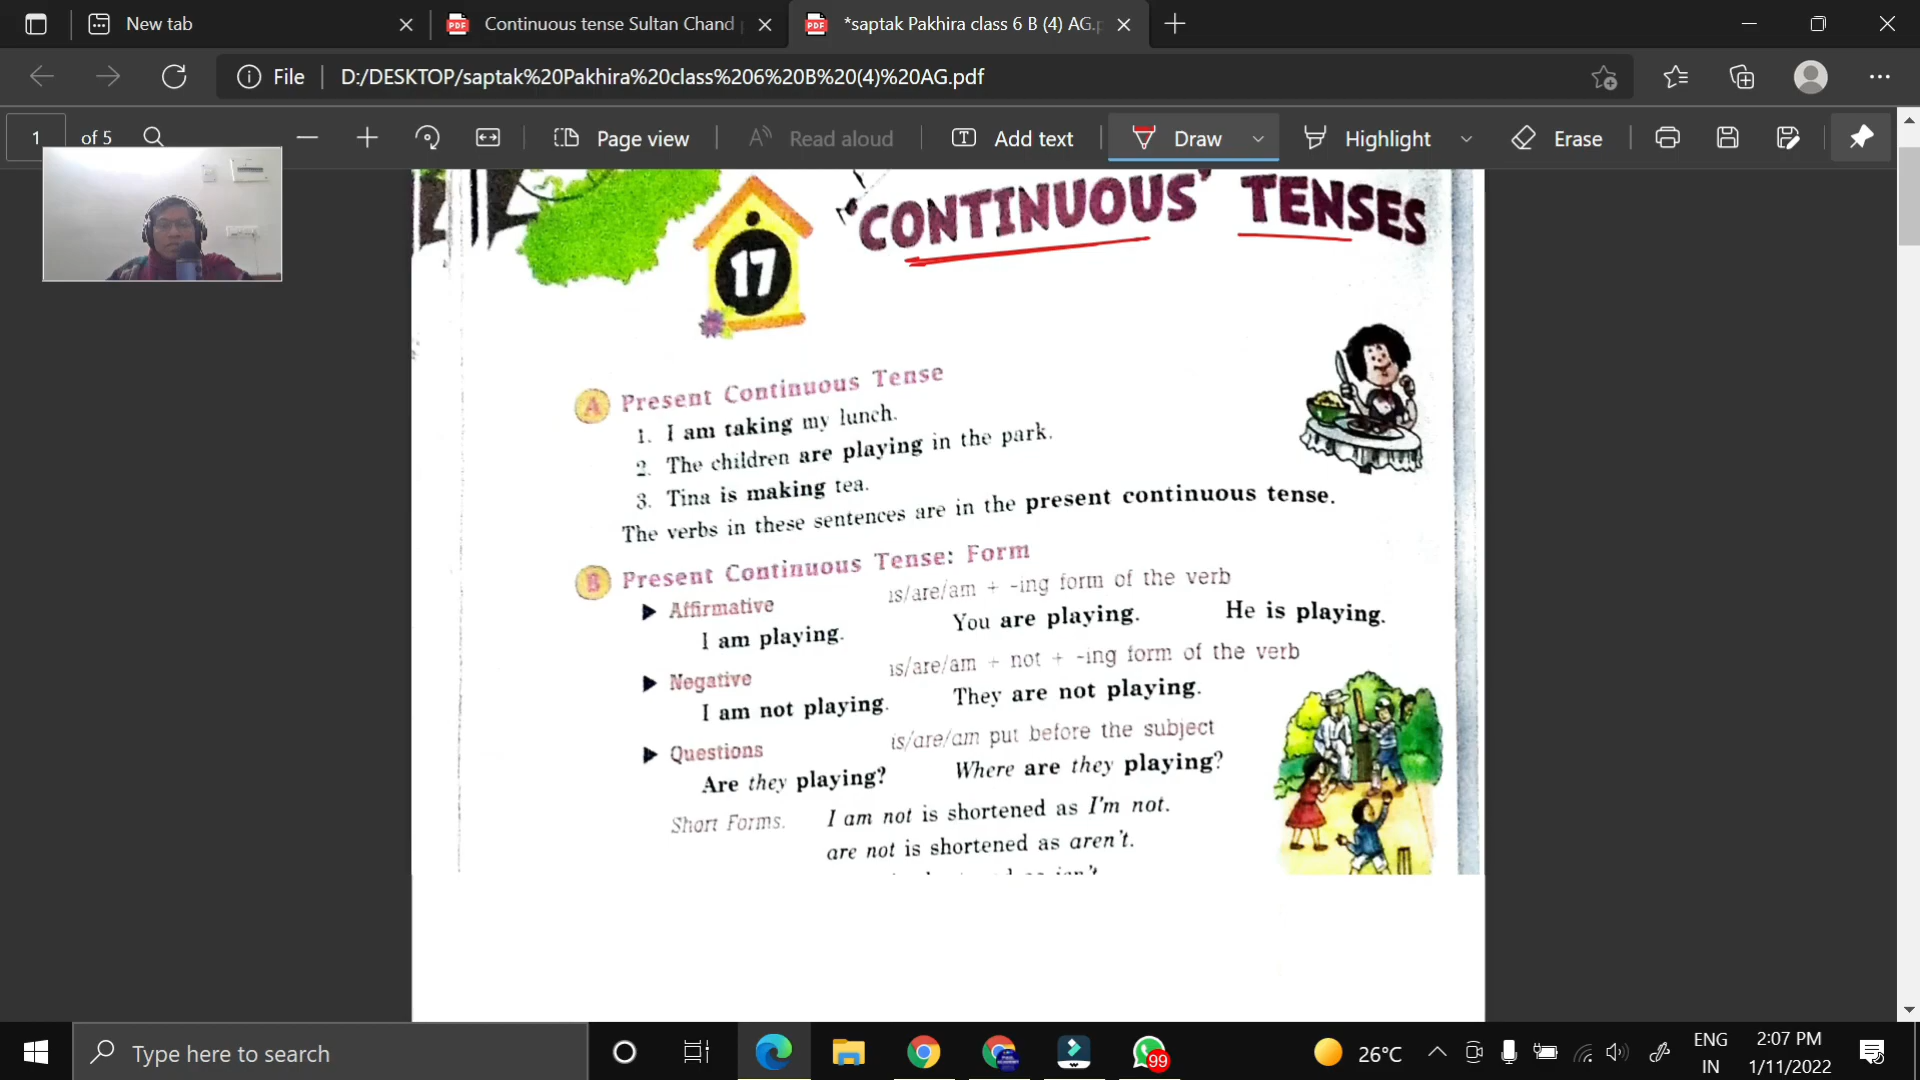 New tab
Continuous tense Sultan Chand
*saptak Pakhira class 6 B (4) AG.p
File
D:/DESKTOP/saptak%20Pakhira%20class%206%20B%20(4)%20AG.pdf
1 of 5
Page view
Read aloud
Add text
Draw
Highlight
Erase
'CONTINUOUS' TENSES
17
A Present Continuous Tense
1. I am taking my lunch.
2. The children are playing in the park.
3. Tina is making tea.
The verbs in these sentences are in the present continuous tense.
B Present Continuous Tense: Form
Affirmative is/are/am + -ing form of the verb
I am playing. You are playing. He is playing.
Negative is/are/am + not + -ing form of the verb
I am not playing. They are not playing.
Questions is/are/am put before the subject
Are they playing? Where are they playing?
Short Forms. I am not is shortened as I'm not.
are not is shortened as aren't.
Type here to search
99
26°C
ENG
IN
2:07 PM
1/11/2022